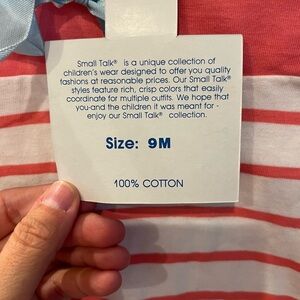 Small Talk® is a unique collection of
children's wear designed to offer you quality
fashions at reasonable prices. Our Small Talk®
styles feature rich, crisp colors that easily
coordinate for multiple outfits. We hope that
you-and the children it was meant for -
enjoy our Small Talk® collection.
Size: 9M
100% COTTON